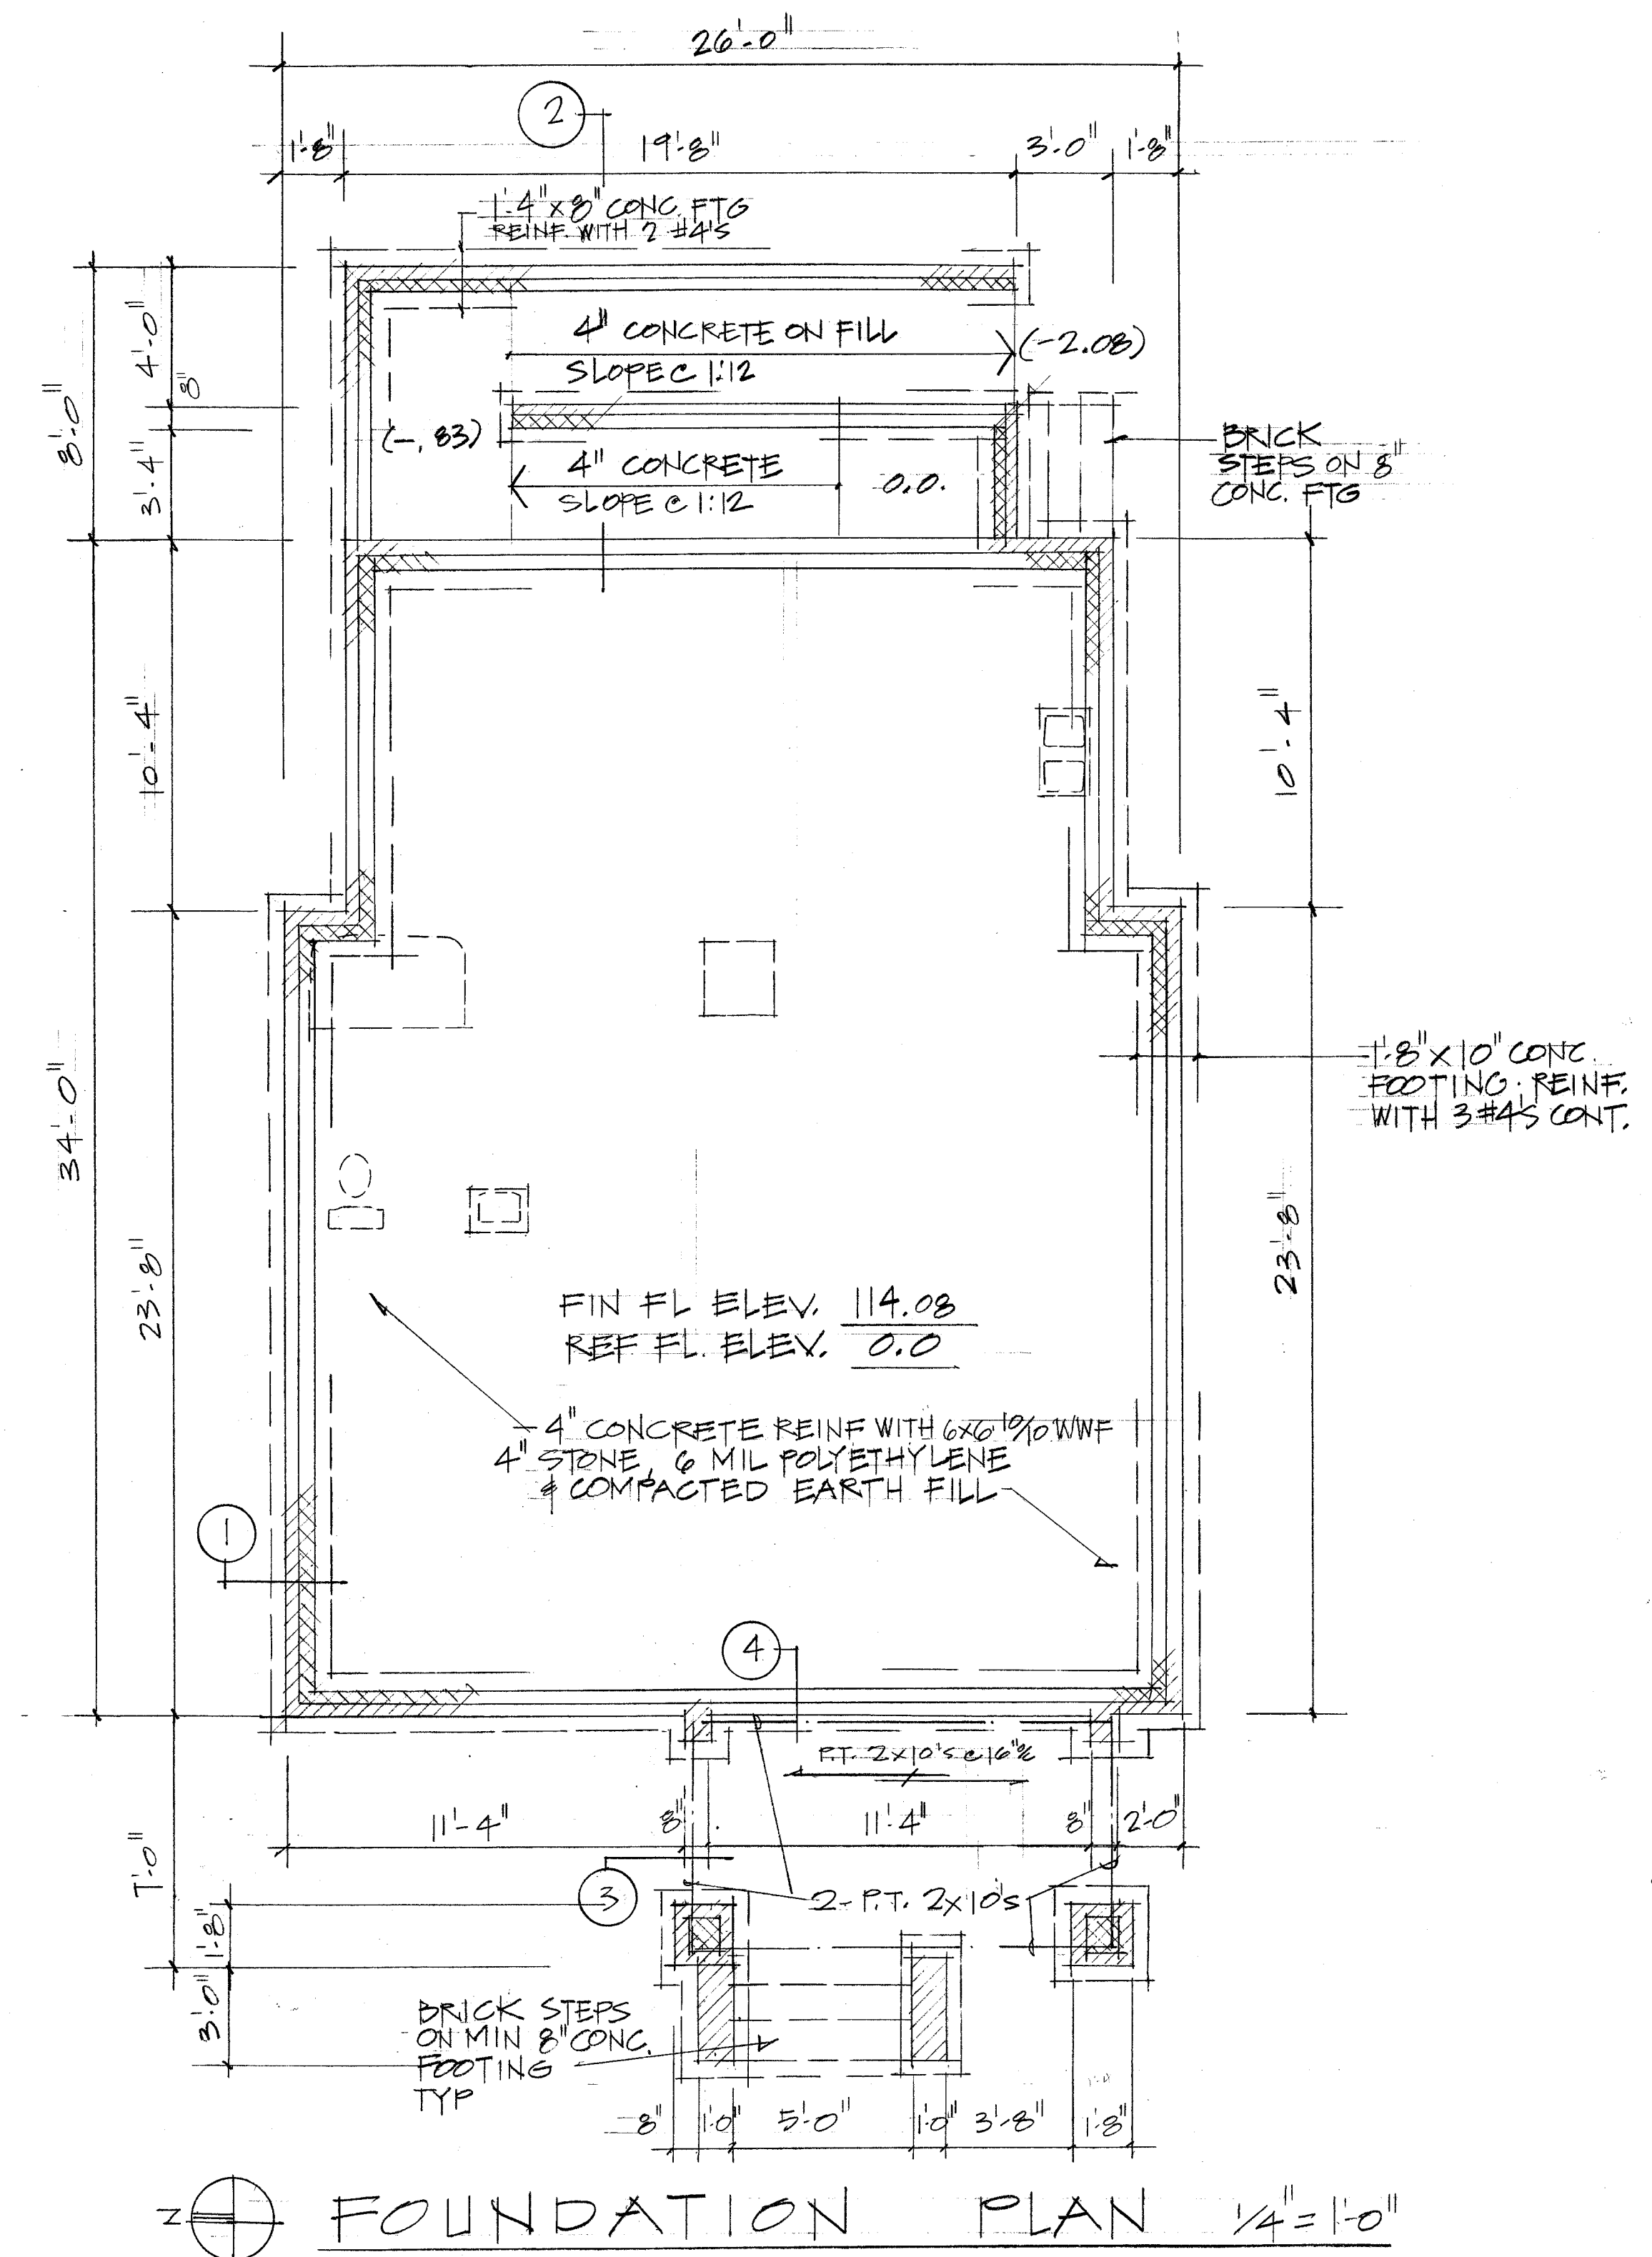 26'-0"
2
1'-8" 19'-8" 3'-0" 1'-8"
1'-4" x 8" CONC. FTG
REINF. WITH 2 #4'S
4'-0"
8"
3'-4"
8'-0"
4" CONCRETE ON FILL
SLOPE @ 1:12
(-2.08)
(-.83)
4" CONCRETE
SLOPE @ 1:12
0.0.
BRICK
STEPS ON 8"
CONC. FTG
10'-4"
10'-4"
34'-0"
1'-8" x 10" CONC.
FOOTING; REINF.
WITH 3 #4'S CONT.
23'-8"
23'-8"
FIN FL ELEV. 114.08
REF FL. ELEV. 0.0
4" CONCRETE REINF WITH 6x6 10/10 WWF
4" STONE, 6 MIL POLYETHYLENE
& COMPACTED EARTH FILL
1
4
P.T. 2x10'S @ 16" O/C
11'-4" 8" 11'-4" 8" 2'-0"
7'-0"
3
2-P.T. 2x10's
1'-8"
3'-0"
BRICK STEPS
ON MIN 8" CONC.
FOOTING
TYP
8" 1'-0" 5'-0" 1'-0" 3'-8" 1'-8"
N
FOUNDATION PLAN 1/4" = 1'-0"